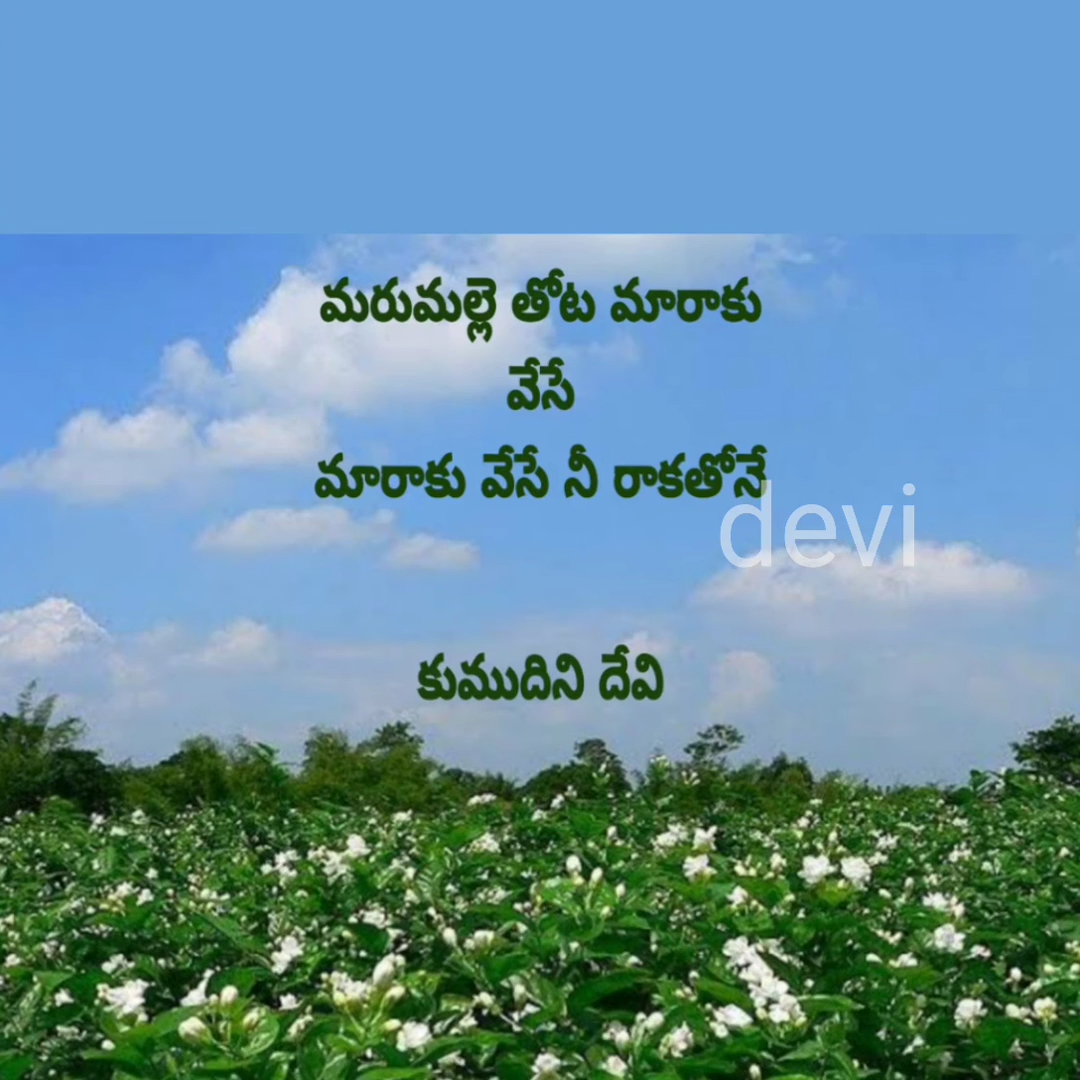 మరుమల్లె తోట మారాకు
వేసే
మారాకు వేసే నీ రాకతోనే
devi
కుముదిని దేవి